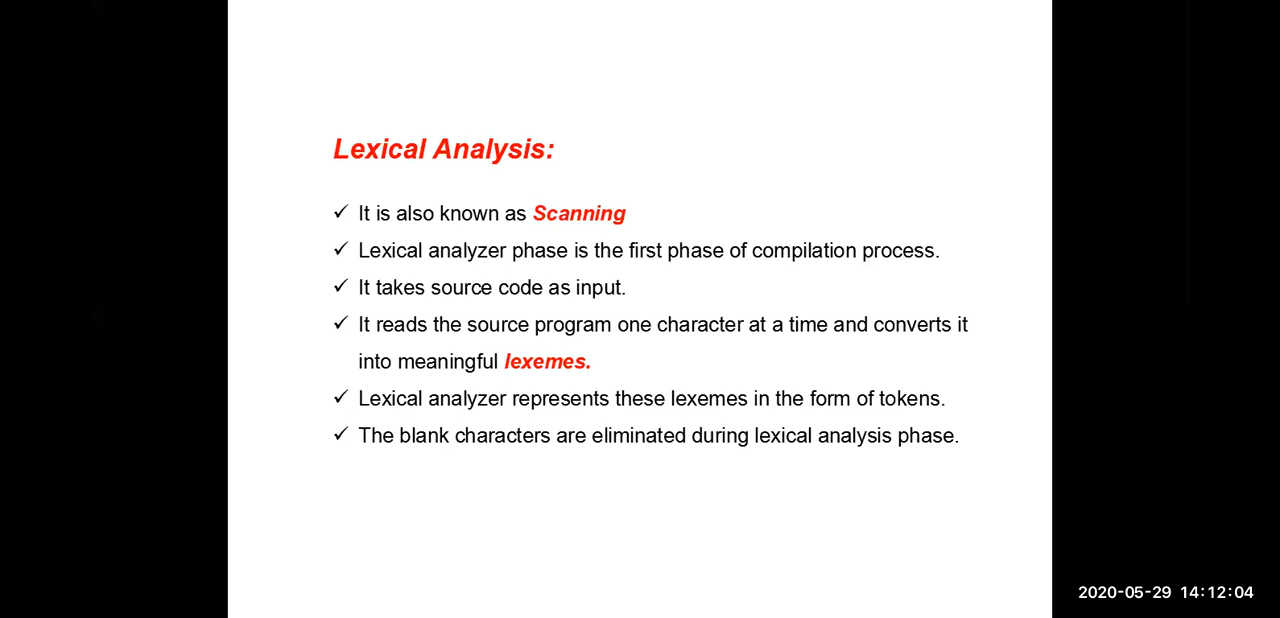 Lexical Analysis:
✓ It is also known as Scanning
✓ Lexical analyzer phase is the first phase of compilation process.
✓ It takes source code as input.
✓ It reads the source program one character at a time and converts it
into meaningful lexemes.
✓ Lexical analyzer represents these lexemes in the form of tokens.
✓ The blank characters are eliminated during lexical analysis phase.
2020-05-29 14:12:04